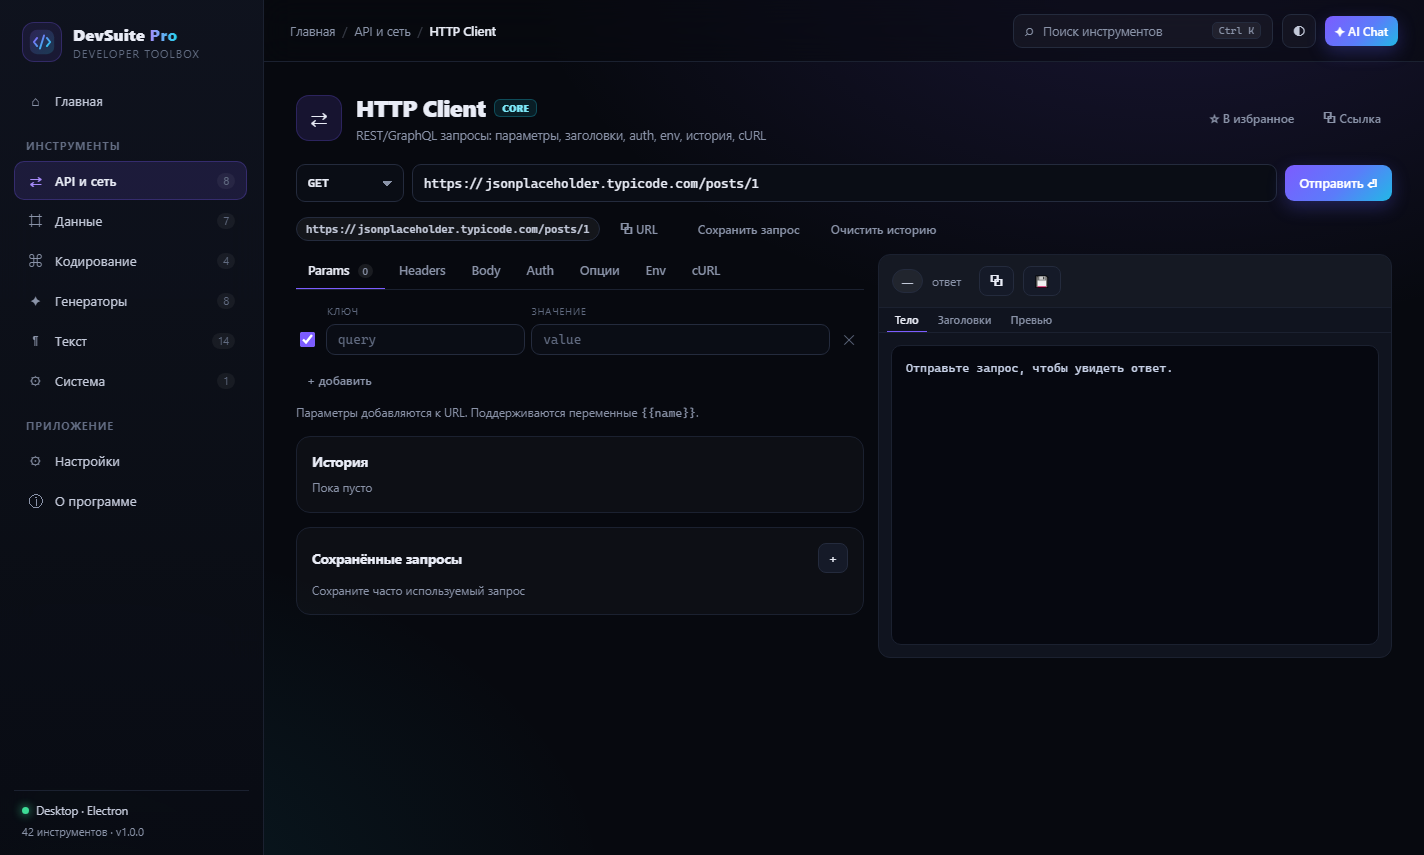 DevSuite Pro
DEVELOPER TOOLBOX
Главная
ИНСТРУМЕНТЫ
API и сеть 8
Данные 7
Кодирование 4
Генераторы 8
Текст 14
Система 1
ПРИЛОЖЕНИЕ
Настройки
О программе
Desktop · Electron
42 инструментов · v1.0.0
Главная / API и сеть / HTTP Client
Поиск инструментов Ctrl K
AI Chat
HTTP Client CORE
REST/GraphQL запросы: параметры, заголовки, auth, env, история, cURL
☆ В избранное
Ссылка
GET
https://jsonplaceholder.typicode.com/posts/1
Отправить
https://jsonplaceholder.typicode.com/posts/1
URL
Сохранить запрос
Очистить историю
Params 0 Headers Body Auth Опции Env cURL
КЛЮЧ ЗНАЧЕНИЕ
query value
+ добавить
Параметры добавляются к URL. Поддерживаются переменные {{name}}.
История
Пока пусто
Сохранённые запросы +
Сохраните часто используемый запрос
— ответ
Тело Заголовки Превью
Отправьте запрос, чтобы увидеть ответ.